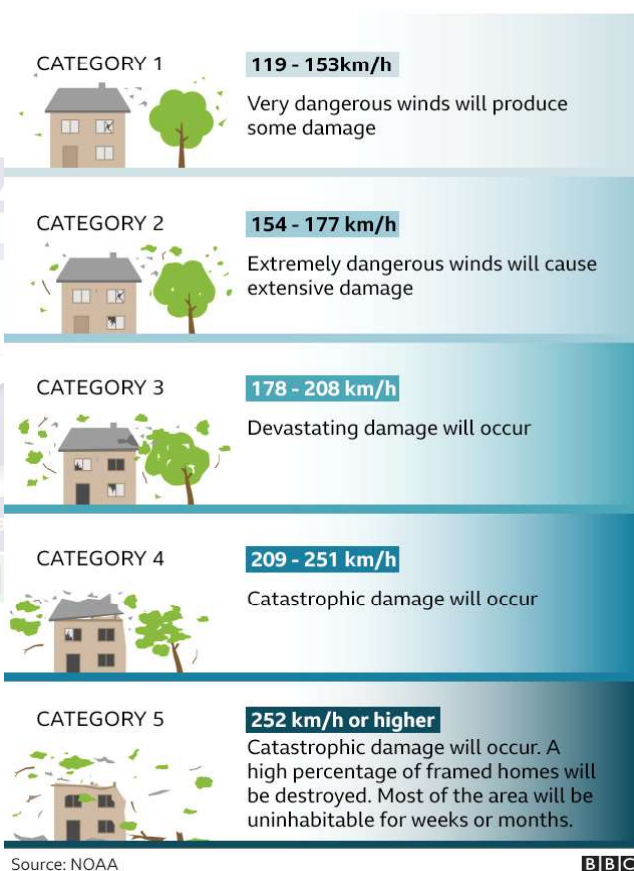 CATEGORY 1
119 - 153km/h
Very dangerous winds will produce
some damage
CATEGORY 2
154 - 177 km/h
Extremely dangerous winds will cause
extensive damage
CATEGORY 3
178 - 208 km/h
Devastating damage will occur
CATEGORY 4
209 - 251 km/h
Catastrophic damage will occur
CATEGORY 5
252 km/h or higher
Catastrophic damage will occur. A
high percentage of framed homes will
be destroyed. Most of the area will be
uninhabitable for weeks or months.
Source: NOAA
BBC